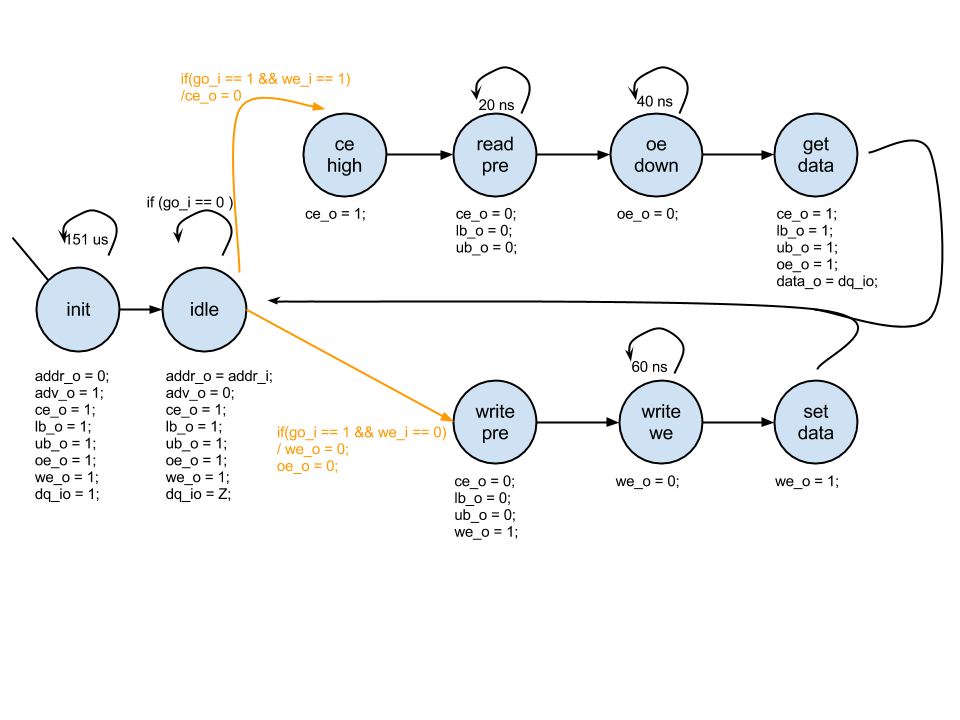 if(go_i == 1 && we_i == 1)
/ce_o = 0
20 ns
40 ns
ce
high
read
pre
oe
down
get
data
ce_o = 1;
ce_o = 0;
lb_o = 0;
ub_o = 0;
oe_o = 0;
ce_o = 1;
lb_o = 1;
ub_o = 1;
oe_o = 1;
data_o = dq_io;
if (go_i == 0 )
151 us
init
idle
addr_o = 0;
adv_o = 1;
ce_o = 1;
lb_o = 1;
ub_o = 1;
oe_o = 1;
we_o = 1;
dq_io = 1;
addr_o = addr_i;
adv_o = 0;
ce_o = 1;
lb_o = 1;
ub_o = 1;
oe_o = 1;
we_o = 1;
dq_io = Z;
if(go_i == 1 && we_i == 0)
/ we_o = 0;
oe_o = 0;
60 ns
write
pre
write
we
set
data
ce_o = 0;
lb_o = 0;
ub_o = 0;
we_o = 1;
we_o = 0;
we_o = 1;